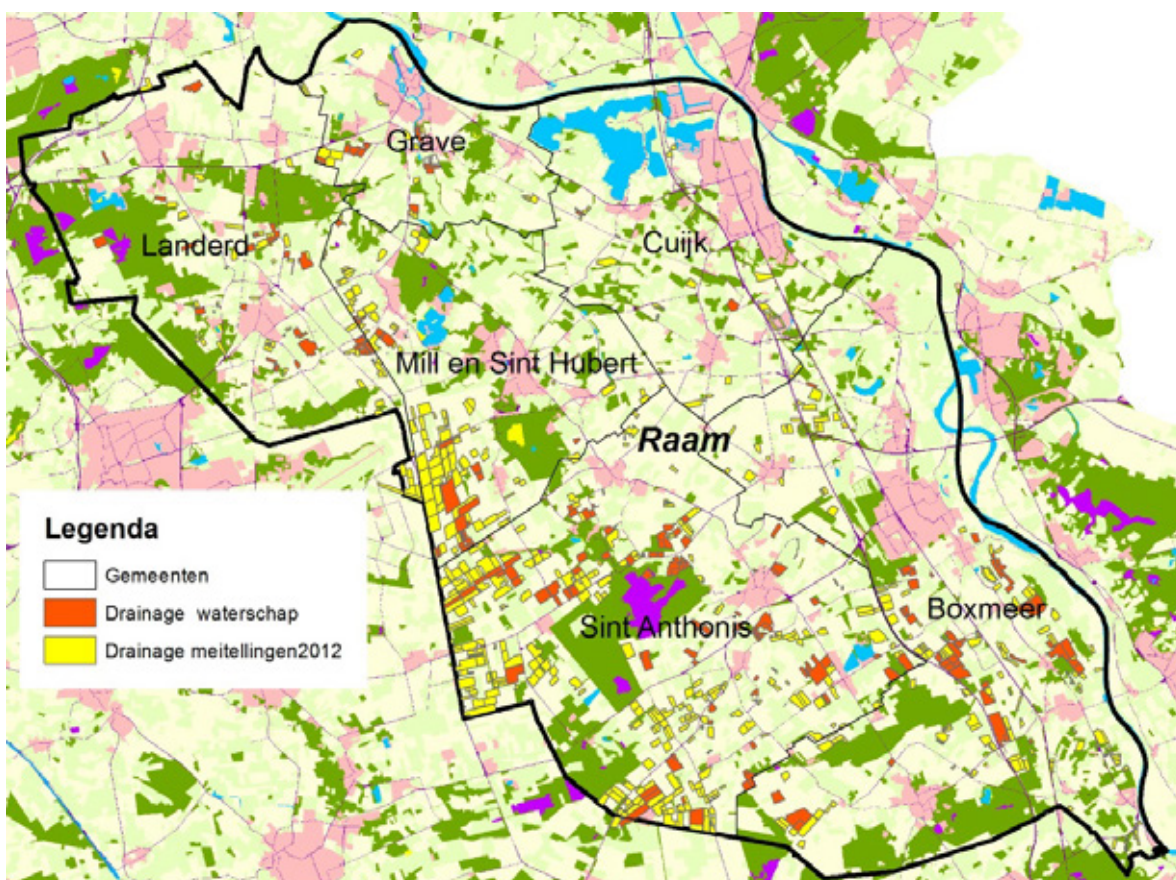 Grave
Landerd
Cuijk
Mill en Sint Hubert
Raam
Sint Anthonis
Boxmeer
Legenda
Gemeenten
Drainage waterschap
Drainage meitellingen2012